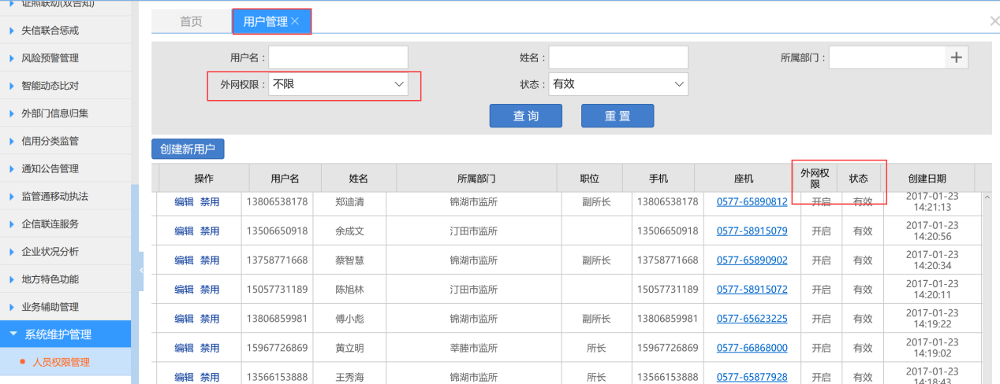 证照联动(双告知)
失信联合惩戒
风险预警管理
智能动态比对
外部门信息归集
信用分类监管
通知公告管理
监管通移动执法
企信联连服务
企业状况分析
地方特色功能
业务辅助管理
系统维护管理
人员权限管理
首页 用户管理
用户名： 姓名： 所属部门：
外网权限： 不限 状态： 有效
查询 重置
创建新用户
操作 用户名 姓名 所属部门 职位 手机 座机 外网权限 状态 创建日期
编辑 禁用 13806538178 郑迪清 锦湖市监所 副所长 13806538178 0577-65890812 开启 有效 2017-01-23 14:21:13
编辑 禁用 13506650918 余成文 汀田市监所 13506650918 0577-58915079 开启 有效 2017-01-23 14:20:56
编辑 禁用 13758771668 蔡智慧 锦湖市监所 副所长 13758771668 0577-65890902 开启 有效 2017-01-23 14:20:34
编辑 禁用 15057731189 陈旭林 汀田市监所 15057731189 0577-58915072 开启 有效 2017-01-23 14:20:11
编辑 禁用 13806859981 傅小彪 锦湖市监所 副所长 13806859981 0577-65623225 开启 有效 2017-01-23 14:19:22
编辑 禁用 15967726869 黄立明 莘塍市监所 所长 15967726869 0577-66868000 开启 有效 2017-01-23 14:19:02
编辑 禁用 13566153888 王秀海 锦湖市监所 所长 13566153888 0577-65877928 开启 有效 2017-01-23 14:18:43